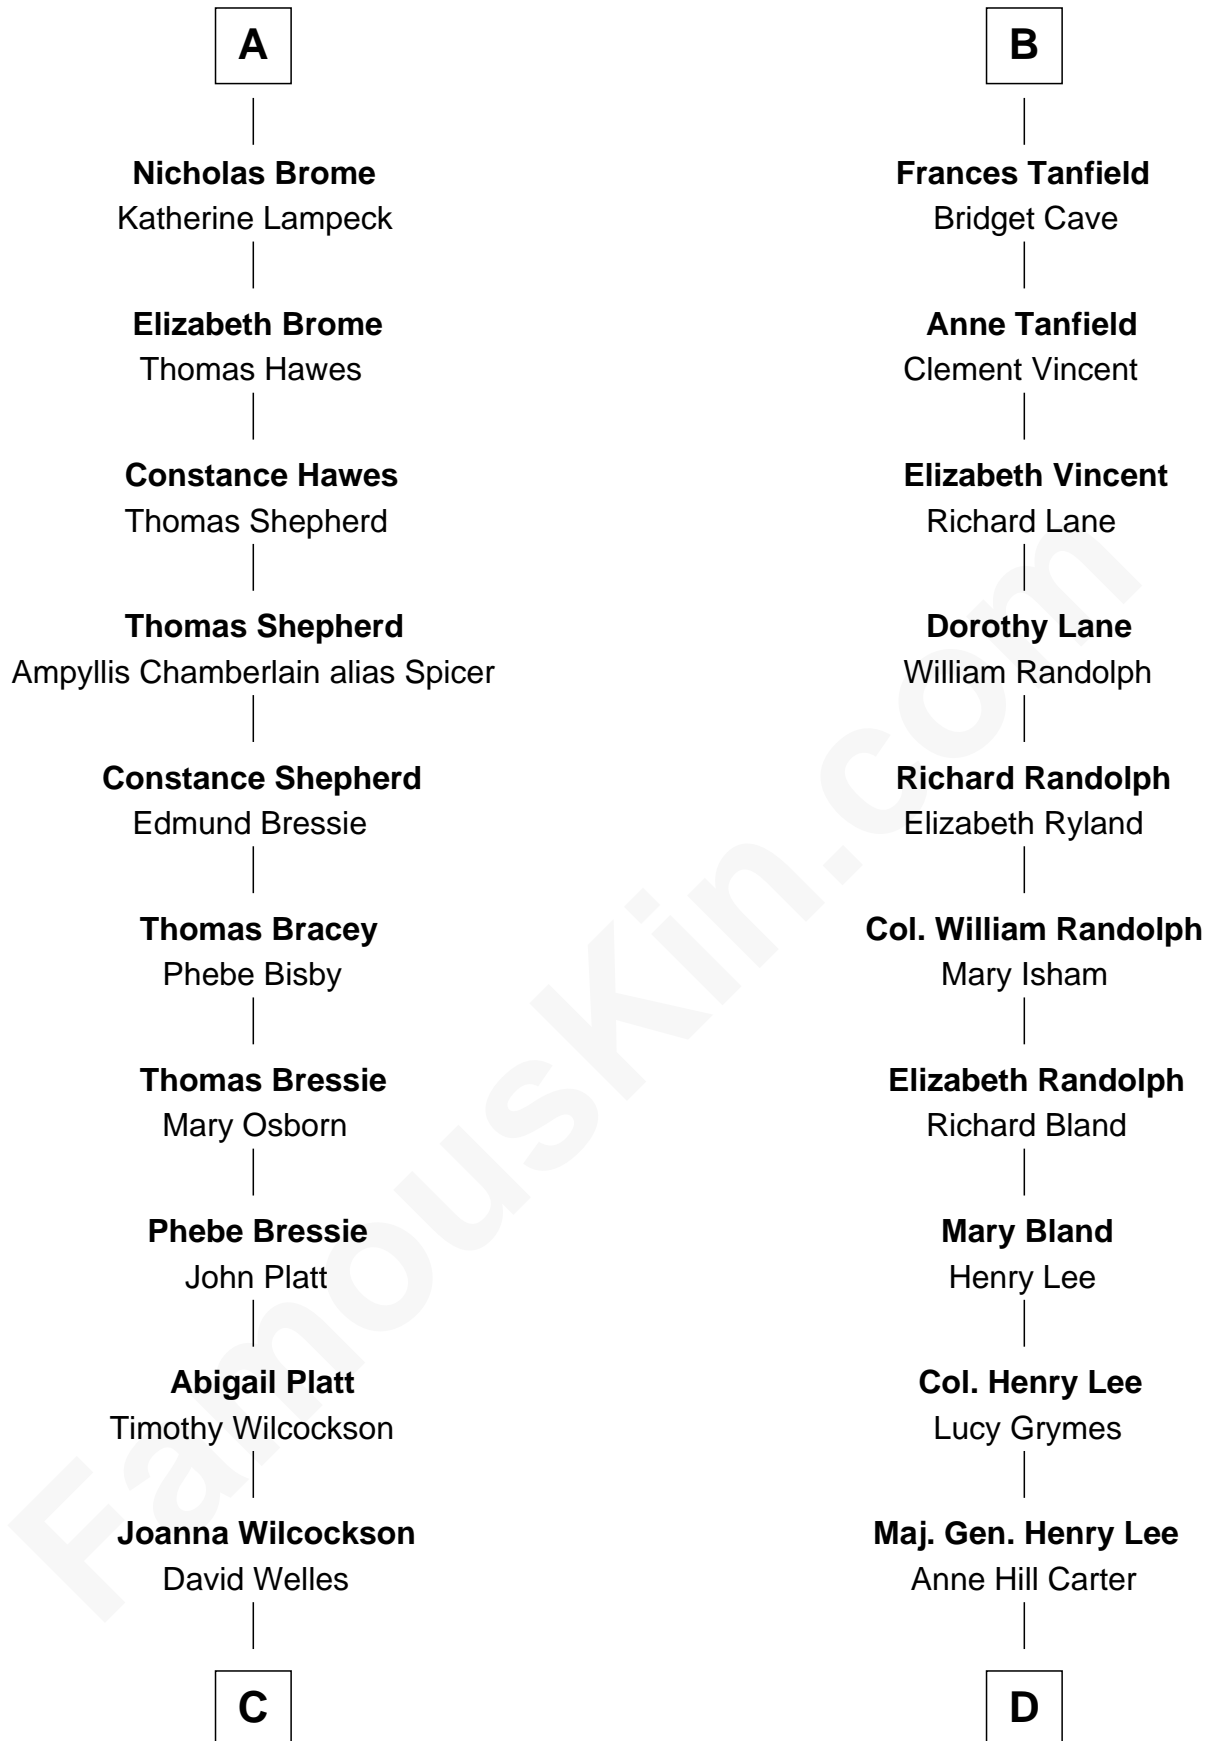 A
Nicholas Brome
Katherine Lampeck
Elizabeth Brome
Thomas Hawes
Constance Hawes
Thomas Shepherd
Thomas Shepherd
Ampyllis Chamberlain alias Spicer
Constance Shepherd
Edmund Bressie
Thomas Bracey
Phebe Bisby
Thomas Bressie
Mary Osborn
Phebe Bressie
John Platt
Abigail Platt
Timothy Wilcockson
Joanna Wilcockson
David Welles
C
B
Frances Tanfield
Bridget Cave
Anne Tanfield
Clement Vincent
Elizabeth Vincent
Richard Lane
Dorothy Lane
William Randolph
Richard Randolph
Elizabeth Ryland
Col. William Randolph
Mary Isham
Elizabeth Randolph
Richard Bland
Mary Bland
Henry Lee
Col. Henry Lee
Lucy Grymes
Maj. Gen. Henry Lee
Anne Hill Carter
D
FamousKin.com